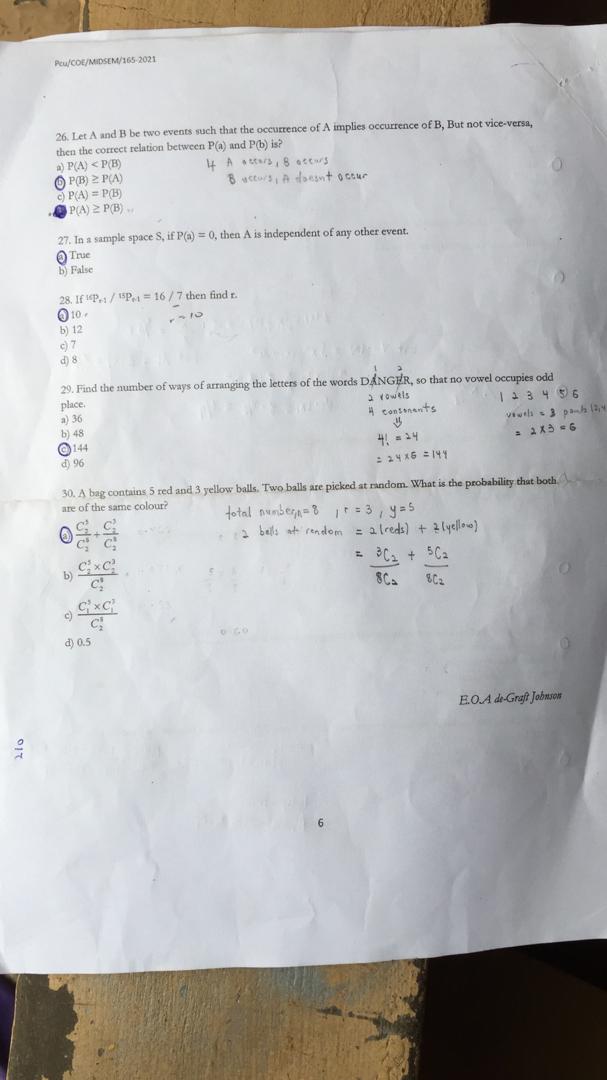 Pcu/COE/MIDSEM/165-2021
26. Let A and B be two events such that the occurrence of A implies occurrence of B, But not vice-versa,
then the correct relation between P(a) and P(b) is?
a) P(A) < P(B)
b) P(B) ≥ P(A)
c) P(A) = P(B)
P(A) ≥ P(B)
A occurs, B occurs
B occurs, A doesnt occur
27. In a sample space S, if P(a) = 0, then A is independent of any other event.
a) True
b) False
28. If ¹⁶Pᵣ₋₁ / ¹⁵Pᵣ₋₁ = 16 / 7 then find r.
a) 10
b) 12
c) 7
d) 8
r = 10
29. Find the number of ways of arranging the letters of the words DANGER, so that no vowel occupies odd
place.
a) 36
b) 48
c) 144
d) 96
1 2
2 vowels
4 consonants
⇓
4! = 24
= 24 x 6 = 144
1 2 3 4 5 6
vowels = 3
= 2 x 3 = 6
30. A bag contains 5 red and 3 yellow balls. Two balls are picked at random. What is the probability that both
are of the same colour?
a) C⁵₂/C⁸₂ + C³₂/C⁸₂
b) C⁵₂ × C³₂ / C⁸₂
c) C⁵₁ × C³₁ / C⁸₂
d) 0.5
total number,n = 8 , r = 3 , y = 5
2 balls at random = 2(reds) + 2(yellow)
= 3C₂/8C₂ + 5C₂/8C₂
E.O.A de-Graft Johnson
210
6